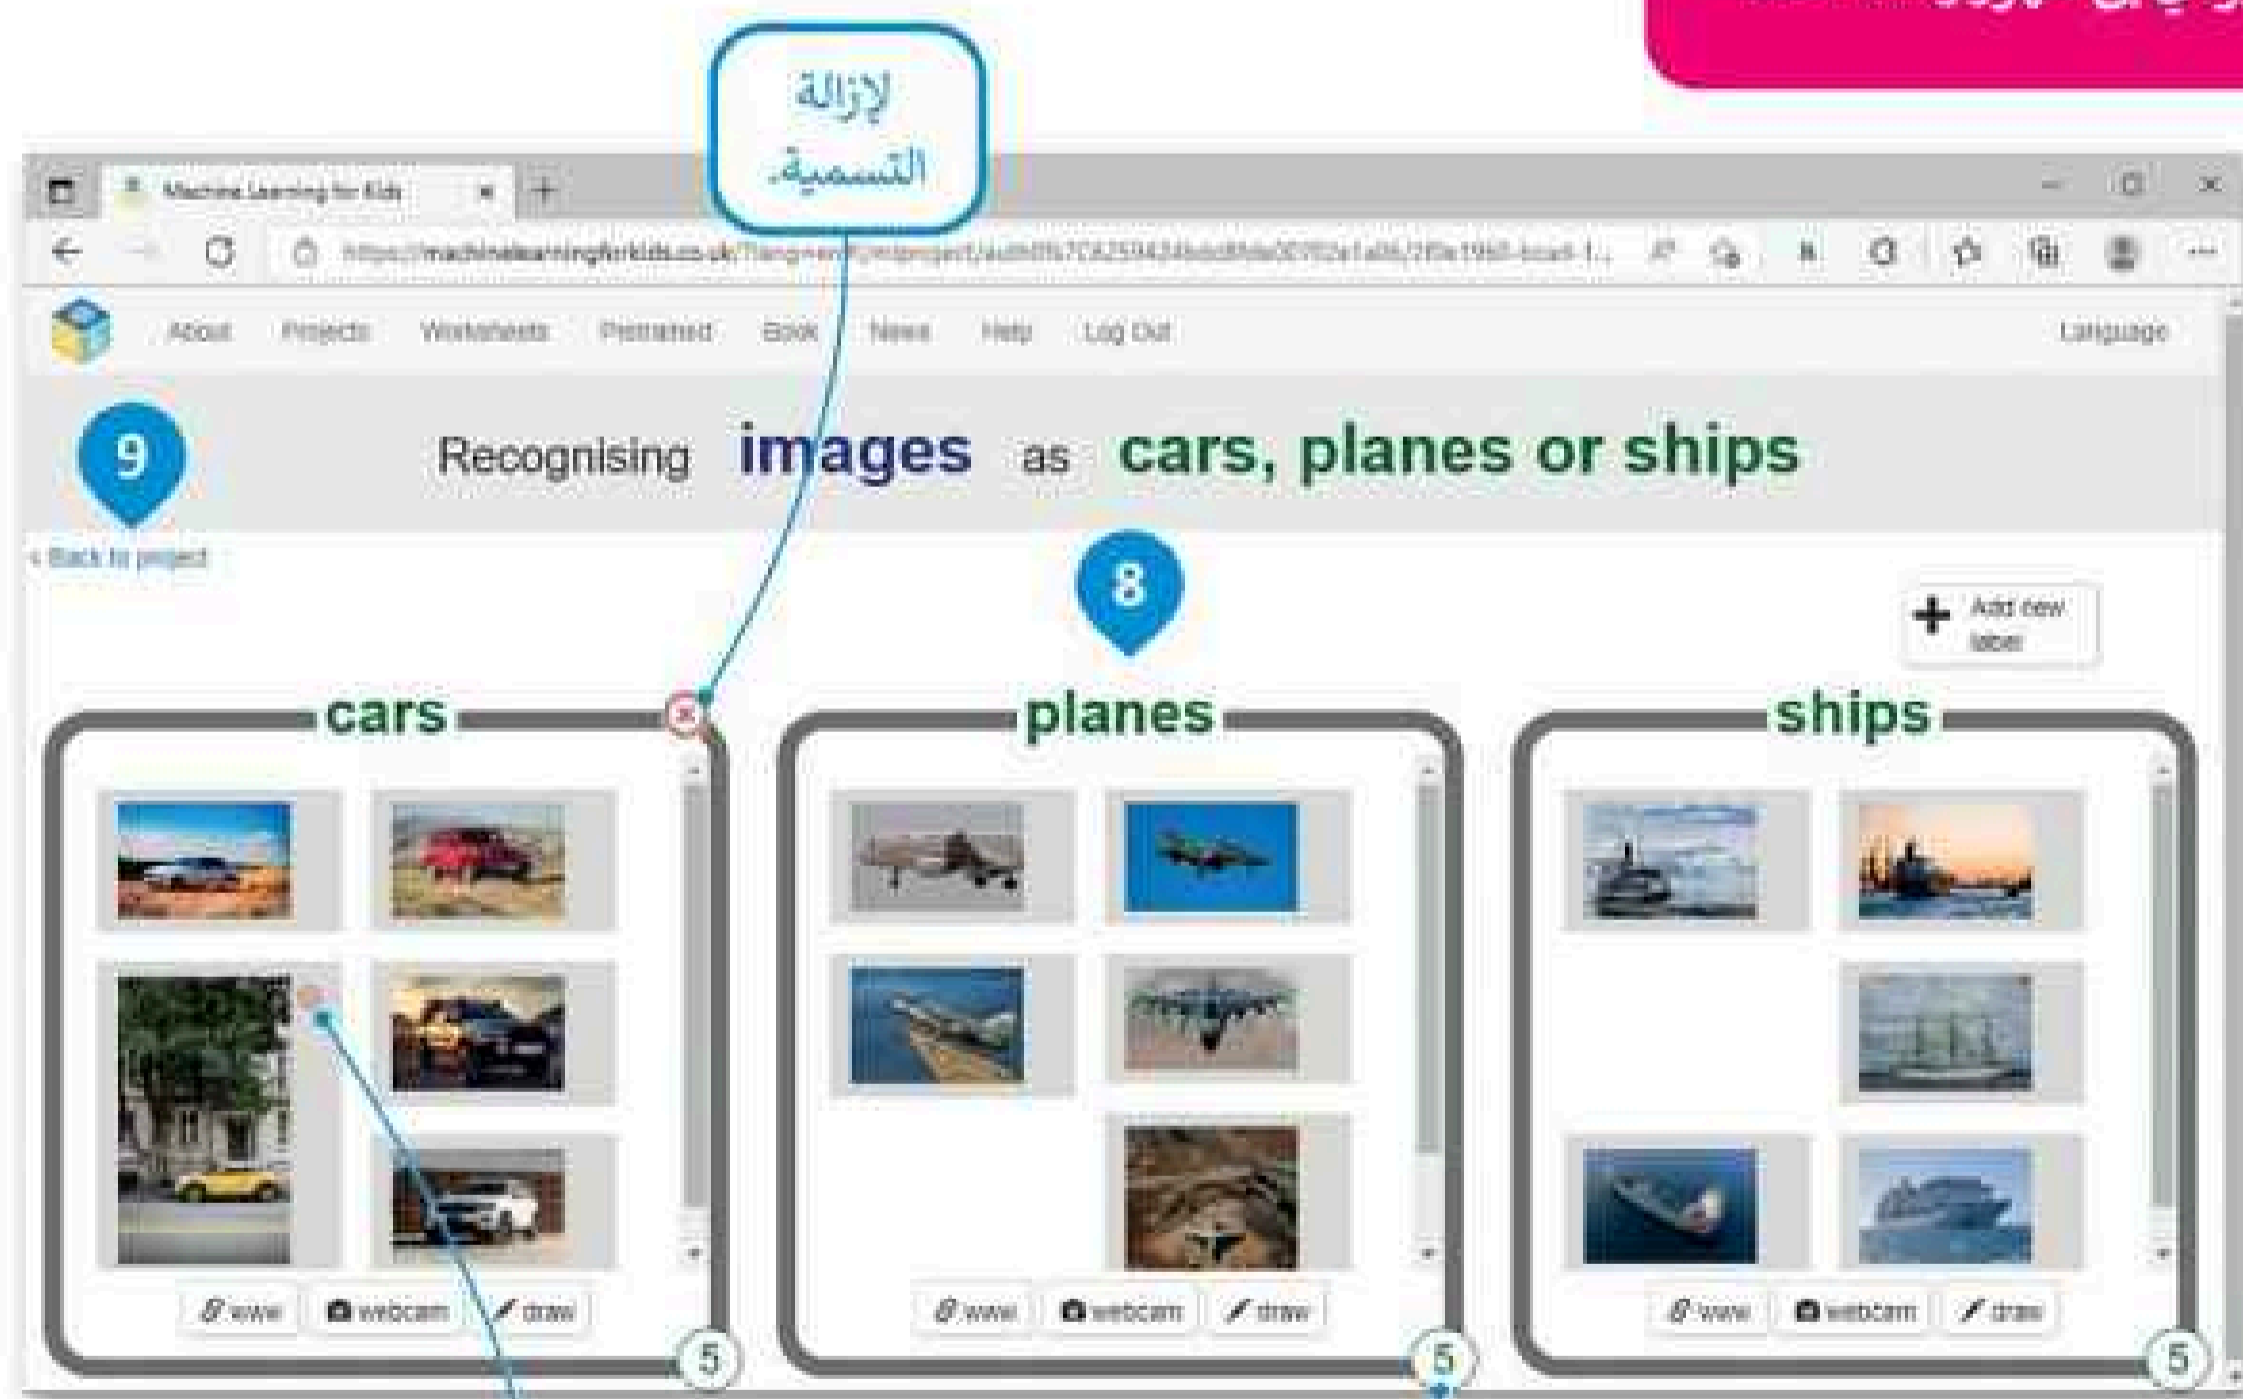 لإزالة
التسمية.
Machine Learning for Kids
About Projects Worksheets Pretrained Book News Help Log Out Language
9
Recognising images as cars, planes or ships
< Back to project
8
Add new
label
cars planes ships
www webcam draw www webcam draw www webcam draw
5 5 5